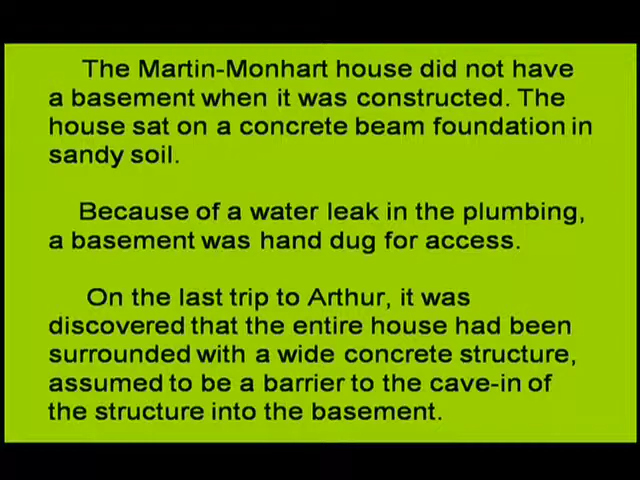 The Martin-Monhart house did not have
a basement when it was constructed. The
house sat on a concrete beam foundation in
sandy soil.
Because of a water leak in the plumbing,
a basement was hand dug for access.
On the last trip to Arthur, it was
discovered that the entire house had been
surrounded with a wide concrete structure,
assumed to be a barrier to the cave-in of
the structure into the basement.